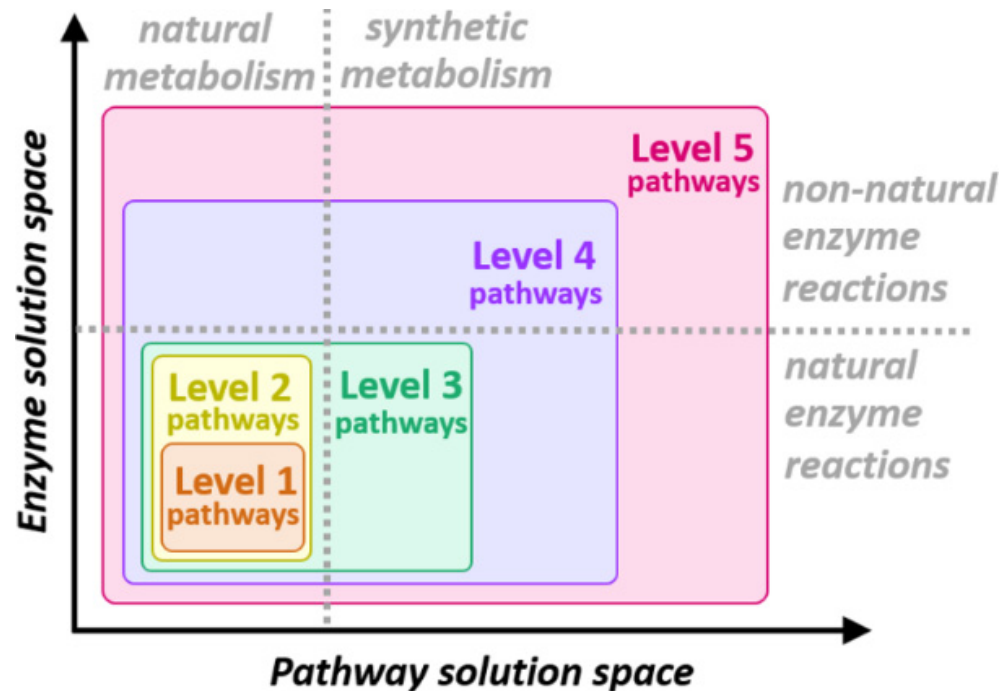 natural
metabolism
synthetic
metabolism
Enzyme solution space
Level 5
pathways
non-natural
enzyme
reactions
Level 4
pathways
Level 2
pathways
Level 3
pathways
natural
enzyme
reactions
Level 1
pathways
Pathway solution space